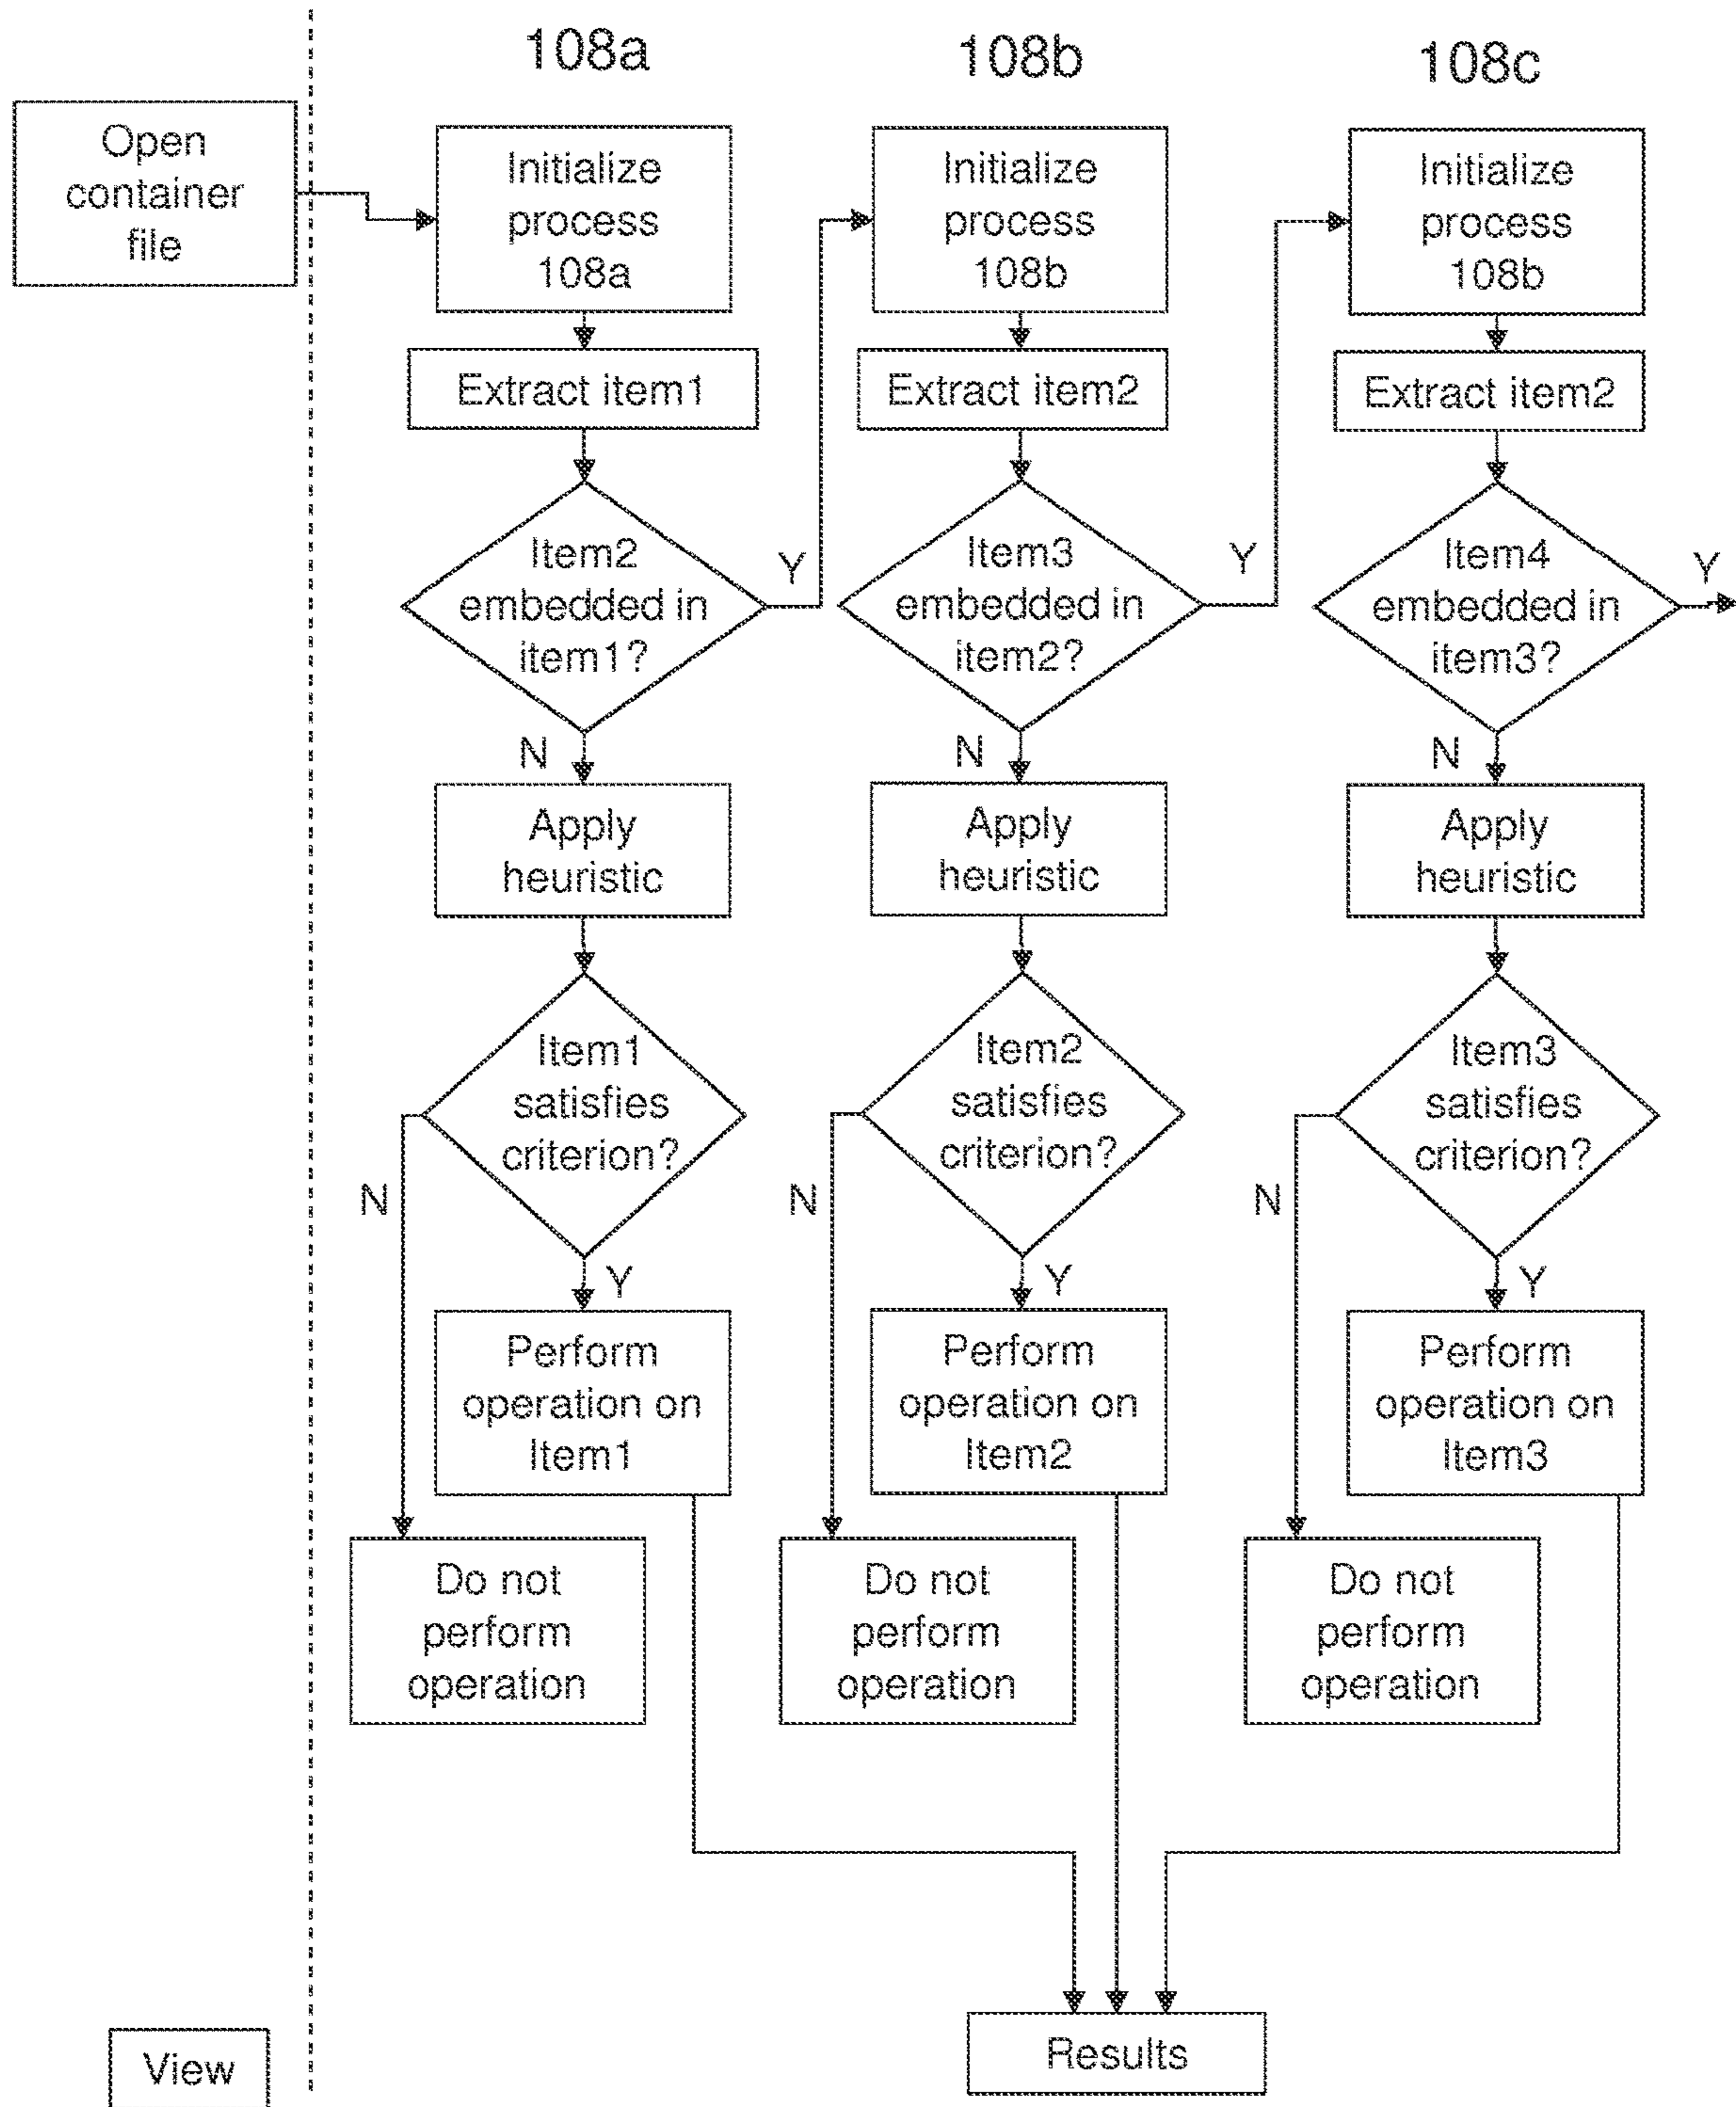 108a
108b
108c
Open
container
file
Initialize
process
108a
Extract item1
Item2
embedded in
item1?
Y
N
Apply
heuristic
Item1
satisfies
criterion?
N
Y
Perform
operation on
Item1
Do not
perform
operation
Initialize
process
108b
Extract item2
Item3
embedded in
item2?
Y
N
Apply
heuristic
Item2
satisfies
criterion?
N
Y
Perform
operation on
Item2
Do not
perform
operation
Initialize
process
108b
Extract item2
Item4
embedded in
item3?
Y
N
Apply
heuristic
Item3
satisfies
criterion?
N
Y
Perform
operation on
Item3
Do not
perform
operation
Results
View